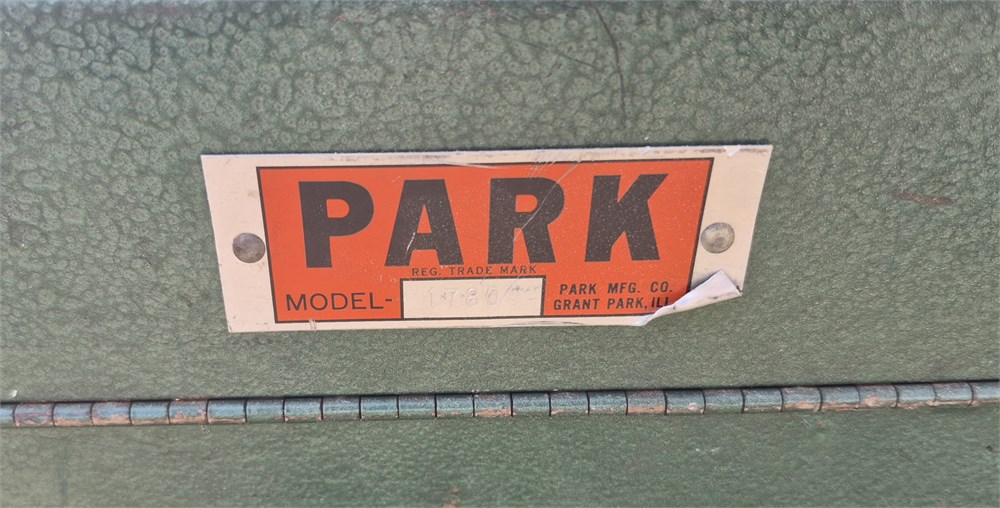 PARK
REG. TRADE MARK
MODEL-
PARK MFG. CO.
GRANT PARK, ILL